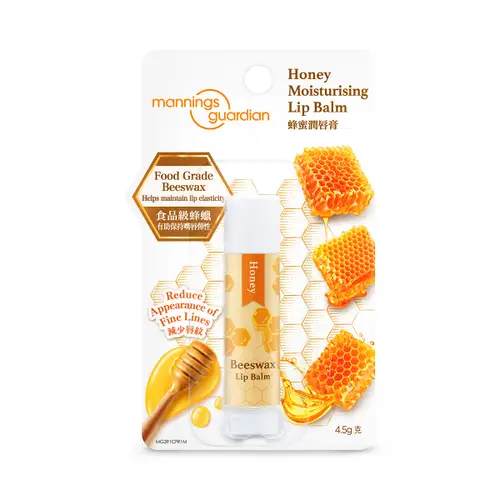 mannings
guardian
Honey
Moisturising
Lip Balm
蜂蜜潤唇膏
Food Grade
Beeswax
Helps maintain lip elasticity
食品級蜂蠟
有助保持嘴唇彈性
Reduce
Appearance of
Fine Lines
減少唇紋
Honey
Beeswax
Lip Balm
4.5g 克
MGSR1CPR1M